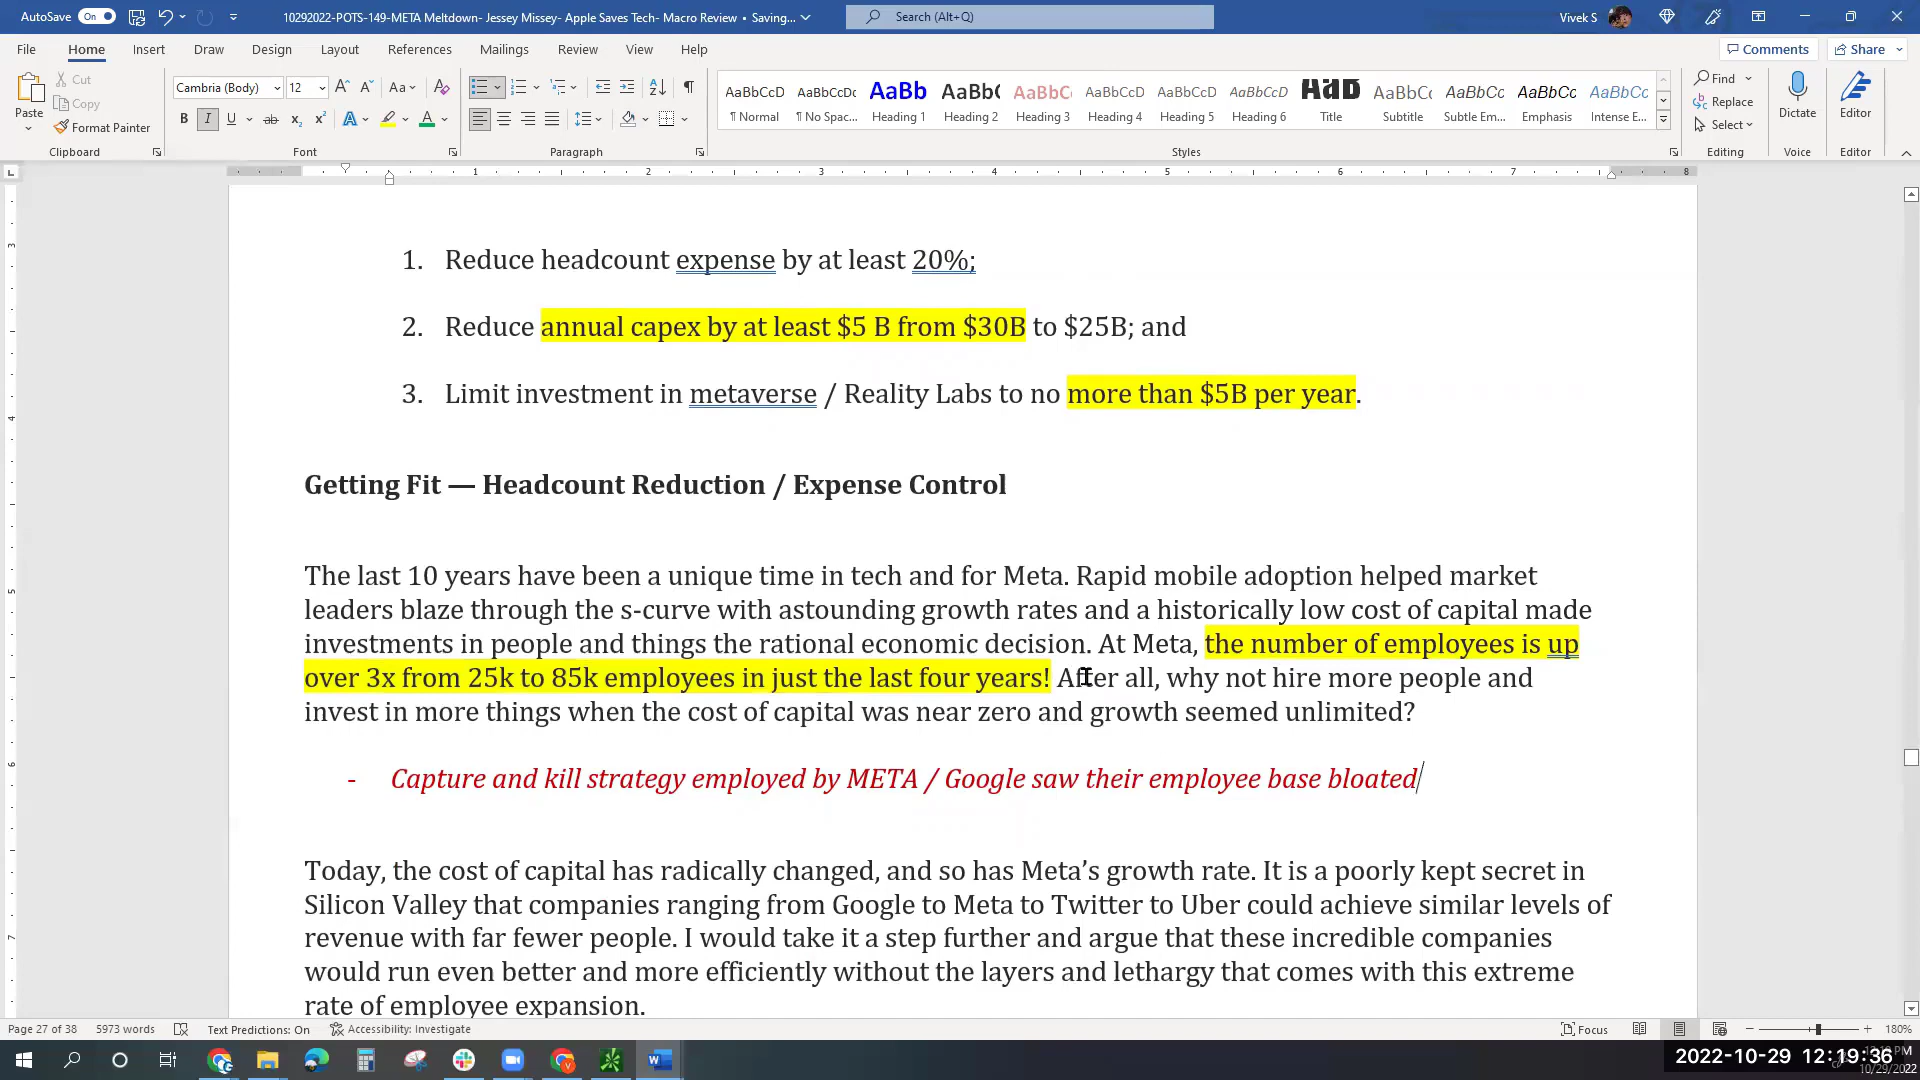 AutoSave On 10292022-POTS-149-META Meltdown- Jessey Missey- Apple Saves Tech- Macro Review • Saving... Search (Alt+Q) Vivek S
File Home Insert Draw Design Layout References Mailings Review View Help Comments Share
Paste Cut Copy Format Painter
Cambria (Body) 12
Clipboard Font Paragraph Styles Editing Voice Editor
AaBbCcD AaBbCcDc AaBb AaBb( AaBbC( AaBbCcD AaBbCcD AaBbCcD AaB AaBbCc AaBbCc AaBbCc AaBbCc
¶ Normal ¶ No Spac... Heading 1 Heading 2 Heading 3 Heading 4 Heading 5 Heading 6 Title Subtitle Subtle Em... Emphasis Intense E...
Find Replace Select Dictate Editor
1 2 3 4 5 6 7 8
1. Reduce headcount expense by at least 20%;
2. Reduce annual capex by at least $5 B from $30B to $25B; and
3. Limit investment in metaverse / Reality Labs to no more than $5B per year.
Getting Fit — Headcount Reduction / Expense Control
The last 10 years have been a unique time in tech and for Meta. Rapid mobile adoption helped market
leaders blaze through the s-curve with astounding growth rates and a historically low cost of capital made
investments in people and things the rational economic decision. At Meta, the number of employees is up
over 3x from 25k to 85k employees in just the last four years! After all, why not hire more people and
invest in more things when the cost of capital was near zero and growth seemed unlimited?
- Capture and kill strategy employed by META / Google saw their employee base bloated
Today, the cost of capital has radically changed, and so has Meta’s growth rate. It is a poorly kept secret in
Silicon Valley that companies ranging from Google to Meta to Twitter to Uber could achieve similar levels of
revenue with far fewer people. I would take it a step further and argue that these incredible companies
would run even better and more efficiently without the layers and lethargy that comes with this extreme
rate of employee expansion.
Page 27 of 38 5973 words Text Predictions: On Accessibility: Investigate Focus 180%
2022-10-29 12:19:36